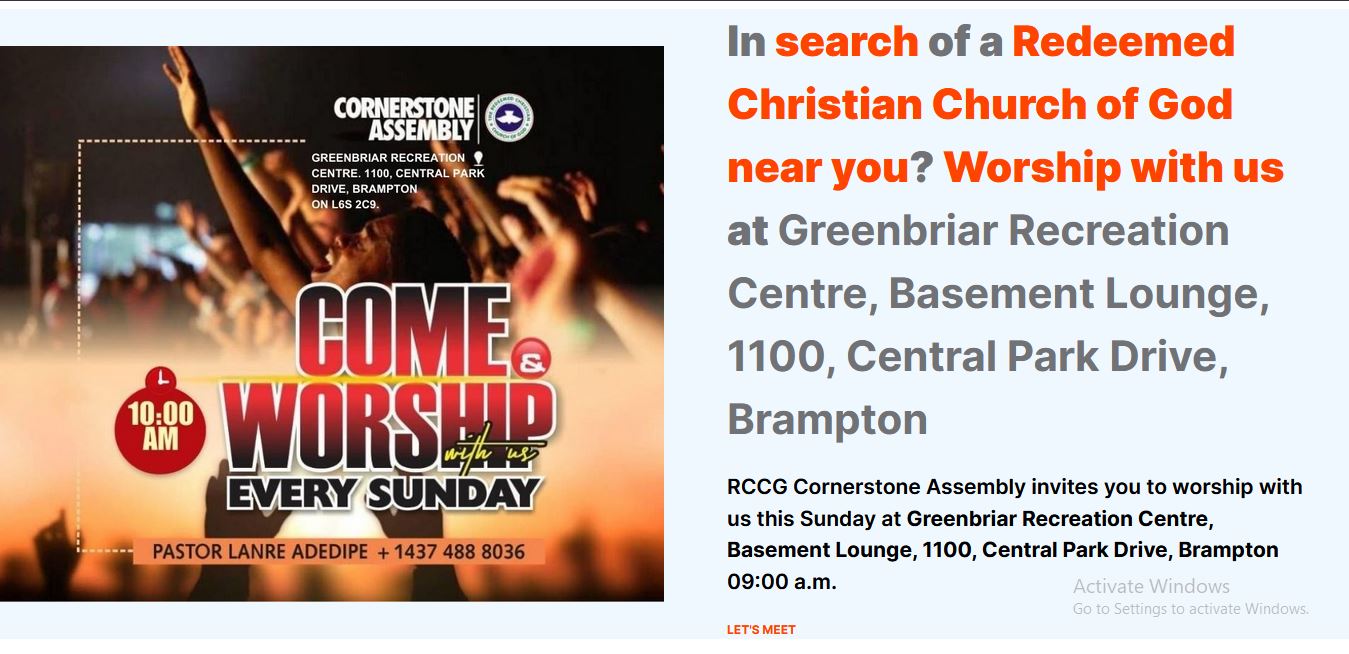 CORNERSTONE
ASSEMBLY
GREENBRIAR RECREATION
CENTRE. 1100, CENTRAL PARK
DRIVE, BRAMPTON
ON L6S 2C9.
COME &
WORSHIP
with us
EVERY SUNDAY
10:00
AM
PASTOR LANRE ADEDIPE + 1437 488 8036
In search of a Redeemed
Christian Church of God
near you? Worship with us
at Greenbriar Recreation
Centre, Basement Lounge,
1100, Central Park Drive,
Brampton
RCCG Cornerstone Assembly invites you to worship with
us this Sunday at Greenbriar Recreation Centre,
Basement Lounge, 1100, Central Park Drive, Brampton
09:00 a.m.
LET'S MEET
Activate Windows
Go to Settings to activate Windows.